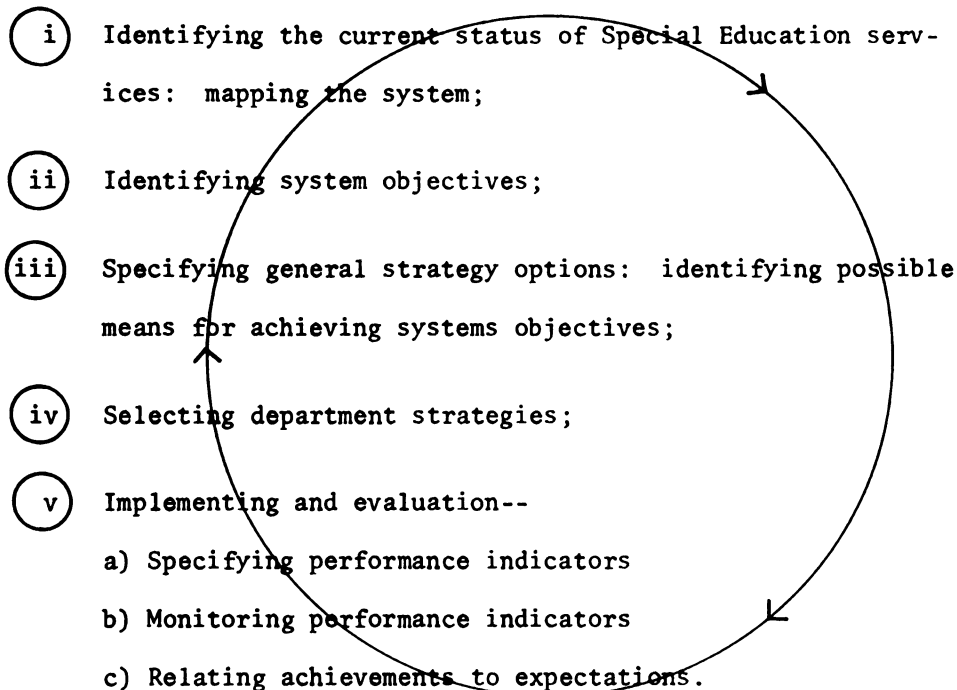 i Identifying the current status of Special Education serv-
ices: mapping the system;
ii Identifying system objectives;
iii Specifying general strategy options: identifying possible
means for achieving systems objectives;
iv Selecting department strategies;
v Implementing and evaluation--
a) Specifying performance indicators
b) Monitoring performance indicators
c) Relating achievements to expectations.